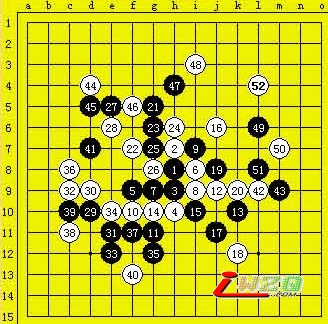 a b c d e f g h i j k l m n o
1
2
3 48
4 44 47 52
5 45 27 46 21
6 28 23 24 16 49
7 41 22 25 2 9 50
8 36 26 1 6 19 51
9 32 30 5 7 3 8 12 20 42 43
10 39 29 34 10 14 4 15 13
11 38 31 37 11 17
12 33 35 18
13 40
14
15